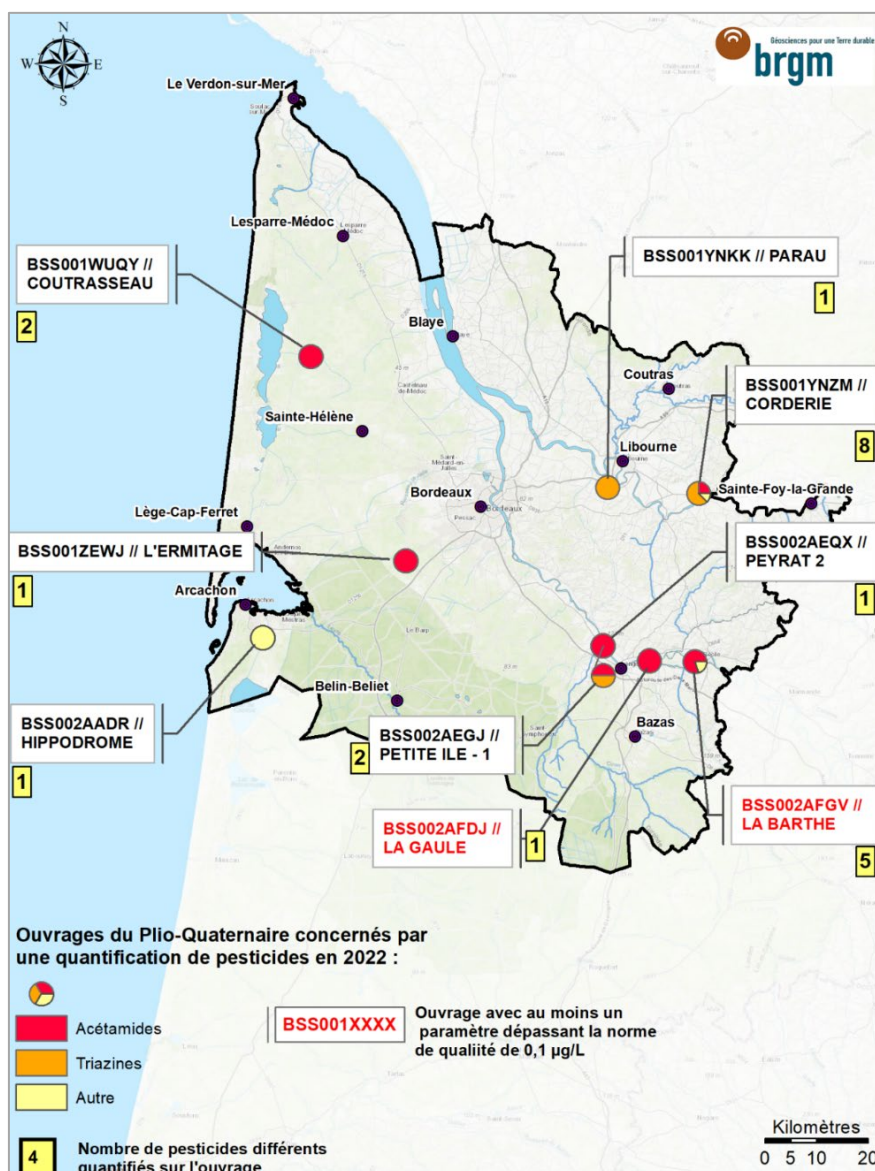 N
W
E
S
Géosciences pour une Terre durable
brgm
Le Verdon-sur-Mer
Lesparre-Médoc
BSS001WUQY //
COUTRASSEAU
2
BSS001YNKK // PARAU
1
Blaye
Coutras
BSS001YNZM //
CORDERIE
8
Sainte-Hélène
Libourne
Sainte-Foy-la-Grande
Bordeaux
Bordeaux
Pessac
Lège-Cap-Ferret
BSS001ZEWJ // L'ERMITAGE
1
BSS002AEQX //
PEYRAT 2
1
Arcachon
Le Barp
Belin-Beliet
BSS002AADR //
HIPPODROME
1
BSS002AEGJ //
PETITE ILE - 1
2
Bazas
BSS002AFDJ //
LA GAULE
1
BSS002AFGV //
LA BARTHE
5
Ouvrages du Plio-Quaternaire concernés par
une quantification de pesticides en 2022 :
Acétamides
Triazines
Autre
BSS001XXXX
Ouvrage avec au moins un
paramètre dépassant la norme
de qualiité de 0,1 µg/L
4
Nombre de pesticides différents
quantifiés sur l'ouvrage
Kilomètres
0 5 10 20